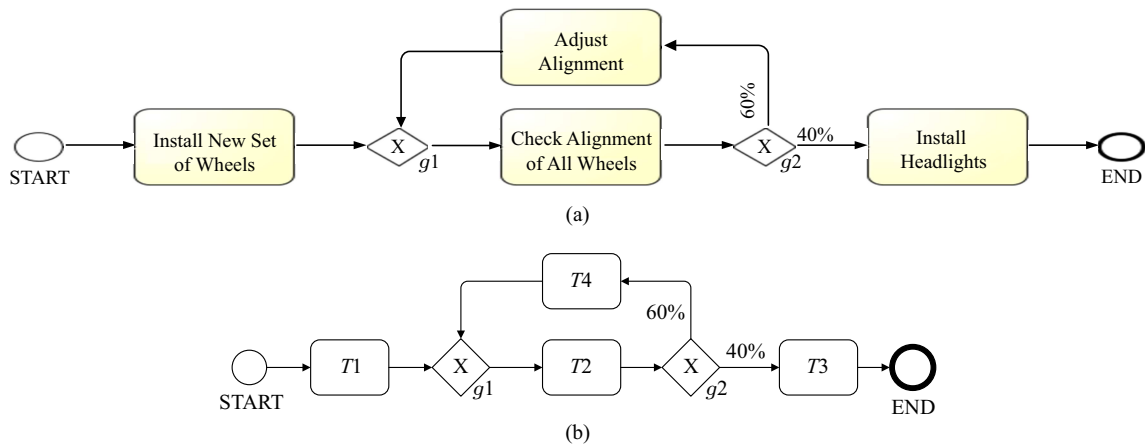 Adjust
Alignment
60%
Install New Set
of Wheels
X
g1
Check Alignment
of All Wheels
X
g2
40%
Install
Headlights
START
END
(a)
T4
60%
T1
X
g1
T2
X
g2
40%
T3
START
END
(b)